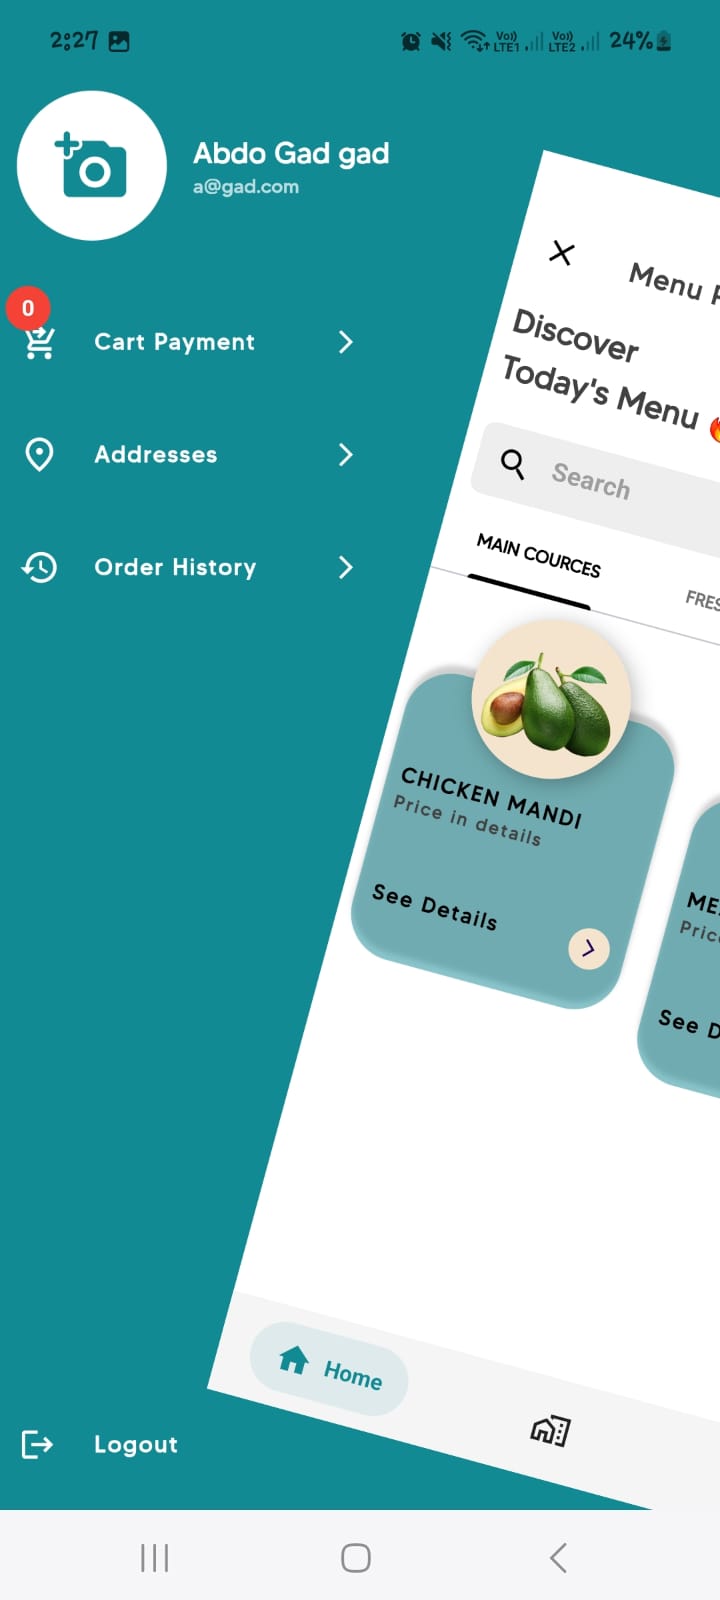 2:27
Vo)) LTE1 Vo)) LTE2 24%
Abdo Gad gad
a@gad.com
0
Cart Payment
Addresses
Order History
Menu
Discover
Today's Menu
Search
MAIN COURCES
FRES
CHICKEN MANDI
Price in details
See Details
ME
Pric
See D
Home
Logout